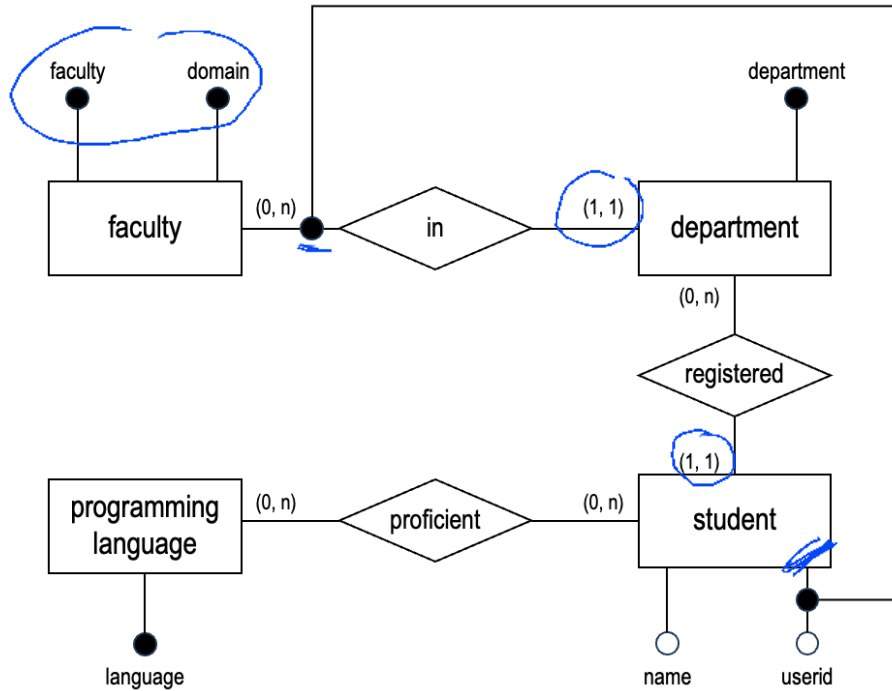 faculty
domain
department
faculty
(0, n)
in
(1, 1)
department
(0, n)
registered
(1, 1)
programming
language
(0, n)
proficient
(0, n)
student
language
name
userid